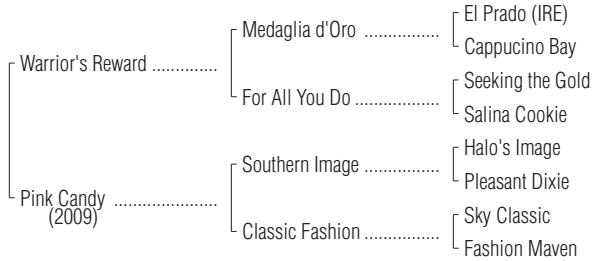 El Prado (IRE)
Medaglia d'Oro ................
Cappucino Bay
Warrior's Reward ..............
Seeking the Gold
For All You Do ..................
Salina Cookie
Halo's Image
Southern Image ................
Pleasant Dixie
Pink Candy ......................
(2009)
Sky Classic
Classic Fashion ................
Fashion Maven